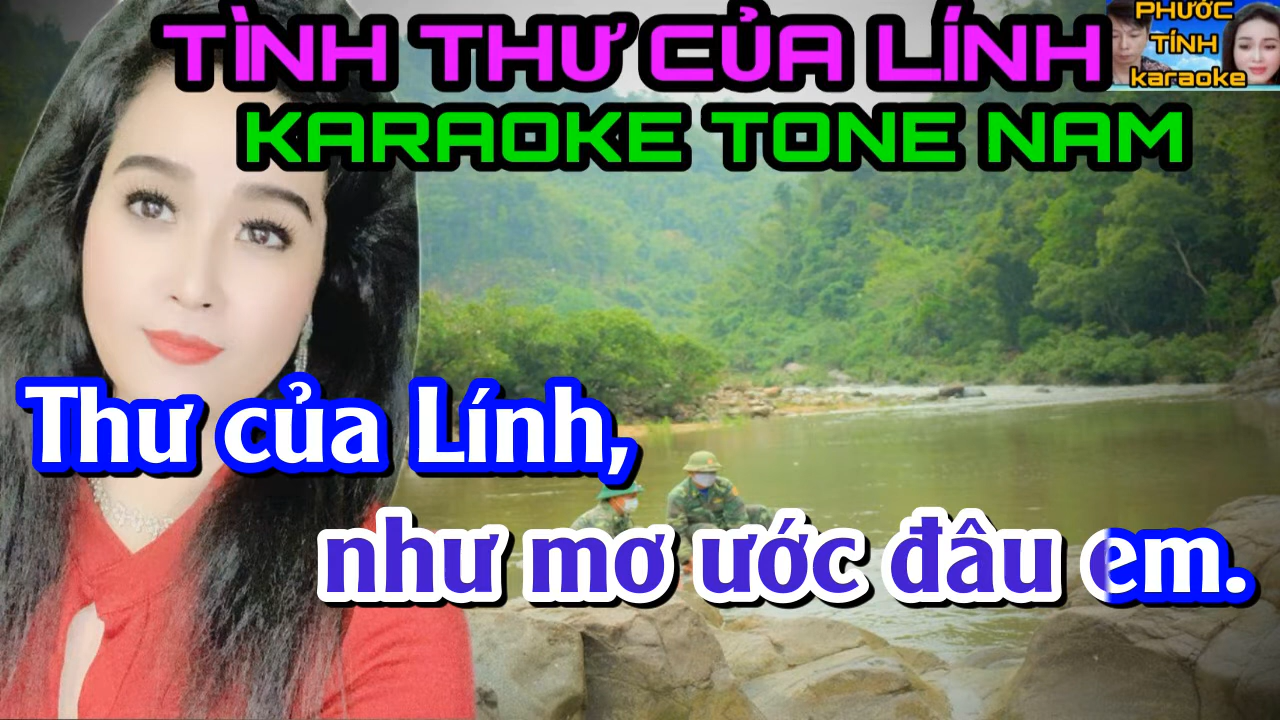 TÌNH THƯ CỦA LÍNH
KARAOKE TONE NAM
PHƯỚC
TÍNH
karaoke
Thư của Lính,
như mơ ước đâu em.